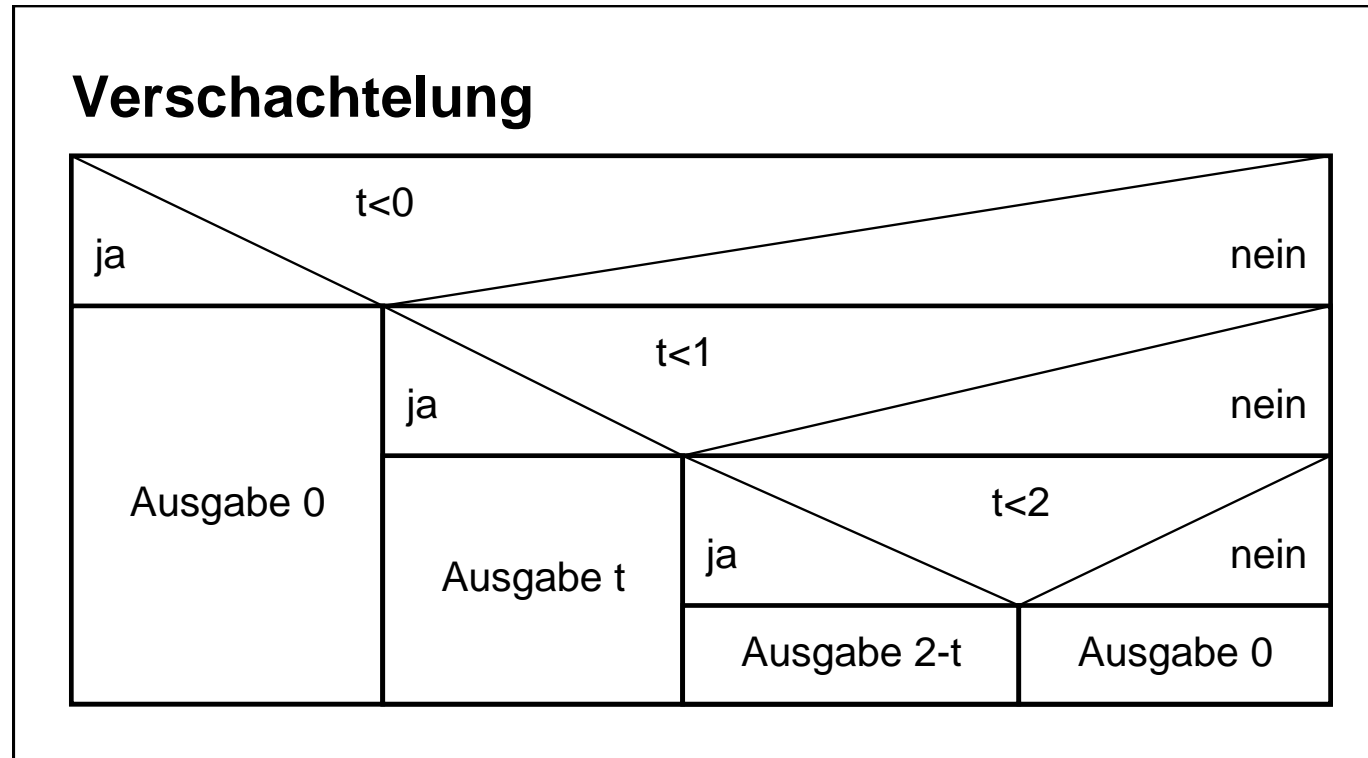 Verschachtelung
t<0
ja
nein
t<1
ja
nein
Ausgabe 0
t<2
Ausgabe t
ja
nein
Ausgabe 2-t
Ausgabe 0